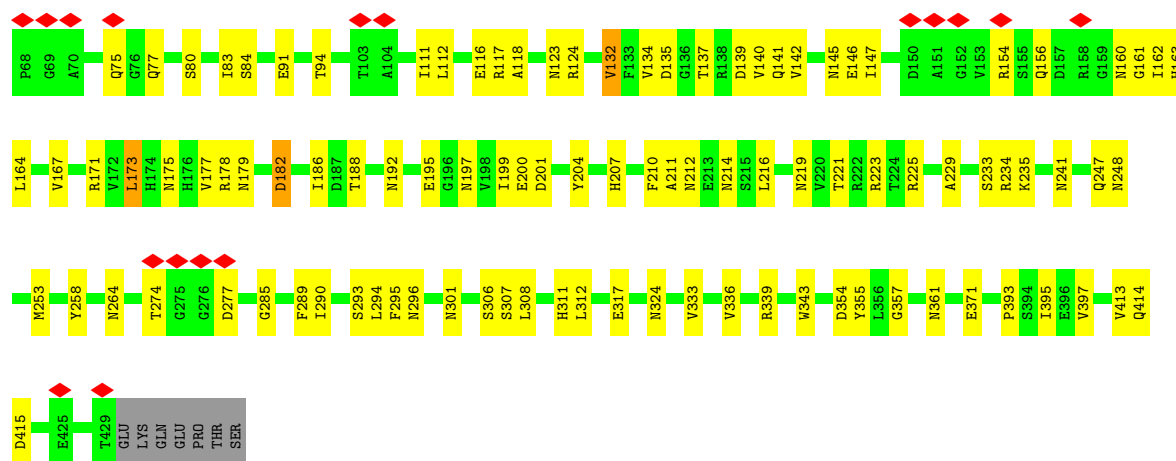 P68 G69 A70 Q75 G76 Q77 S80 I83 S84 E91 T94 T103 A104 I111 L112 E116 R117 A118 N123 R124 V132 F133 V134 D135 G136 T137 R138 D139 V140 Q141 V142 N145 E146 I147 D150 A151 G152 V153 R154 S155 Q156 D157 R158 G159 N160 G161 I162
L164 V167 R171 V172 L173 H174 N175 H176 V177 R178 N179 D182 I186 D187 T188 N192 E195 G196 N197 V198 I199 E200 D201 Y204 H207 F210 A211 N212 E213 N214 S215 L216 N219 V220 T221 R222 R223 T224 R225 A229 S233 R234 K235 N241 Q247 N248
M253 Y258 N264 T274 G275 G276 D277 G285 F289 I290 S293 L294 F295 N296 N301 S306 S307 L308 H311 L312 E317 N324 V333 V336 R339 W343 D354 Y355 L356 G357 N361 E371 P393 S394 I395 E396 V397 V413 Q414
D415 E425 T429 GLU LYS GLN GLU PRO THR SER